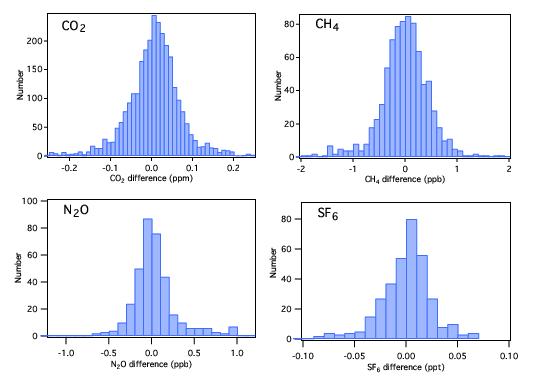 CO2
Number
200
150
100
50
0
-0.2 -0.1 0.0 0.1 0.2
CO2 difference (ppm)
CH4
Number
80
60
40
20
0
-2 -1 0 1 2
CH4 difference (ppb)
N2O
Number
100
80
60
40
20
0
-1.0 -0.5 0.0 0.5 1.0
N2O difference (ppb)
SF6
Number
80
60
40
20
0
-0.10 -0.05 0.00 0.05 0.10
SF6 difference (ppt)